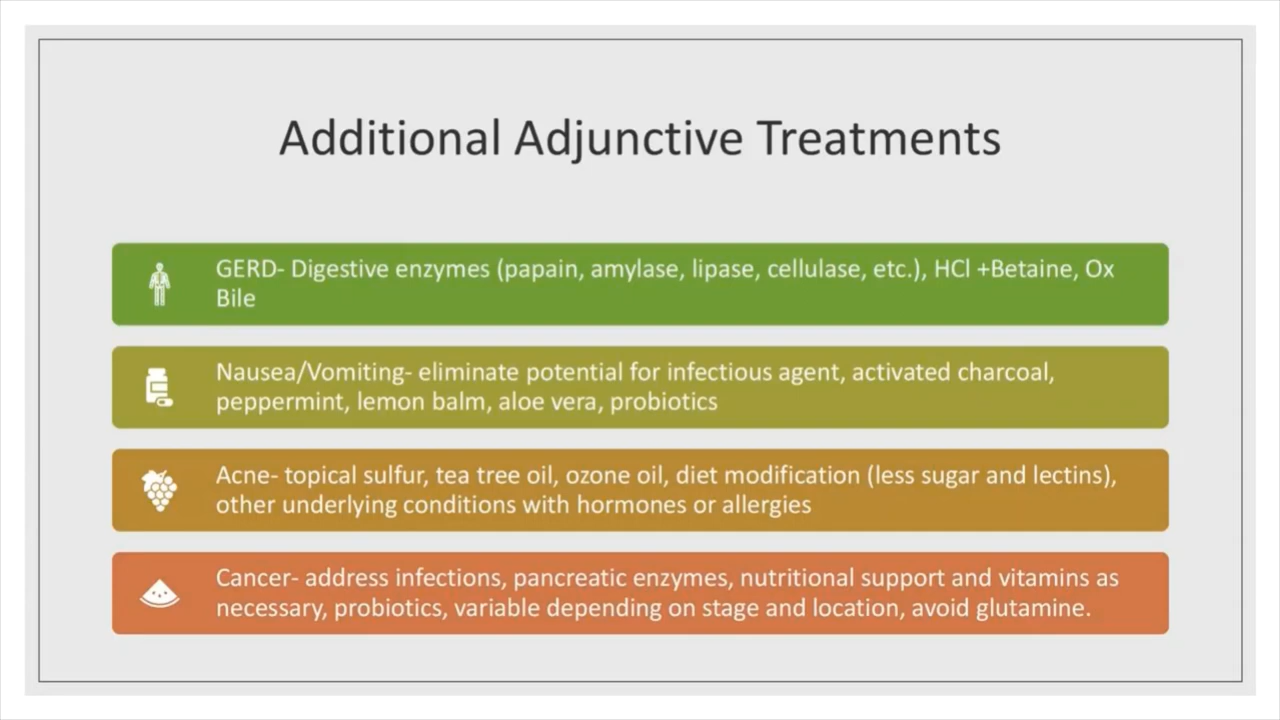 Additional Adjunctive Treatments
GERD- Digestive enzymes (papain, amylase, lipase, cellulase, etc.), HCl +Betaine, Ox
Bile
Nausea/Vomiting- eliminate potential for infectious agent, activated charcoal,
peppermint, lemon balm, aloe vera, probiotics
Acne- topical sulfur, tea tree oil, ozone oil, diet modification (less sugar and lectins),
other underlying conditions with hormones or allergies
Cancer- address infections, pancreatic enzymes, nutritional support and vitamins as
necessary, probiotics, variable depending on stage and location, avoid glutamine.